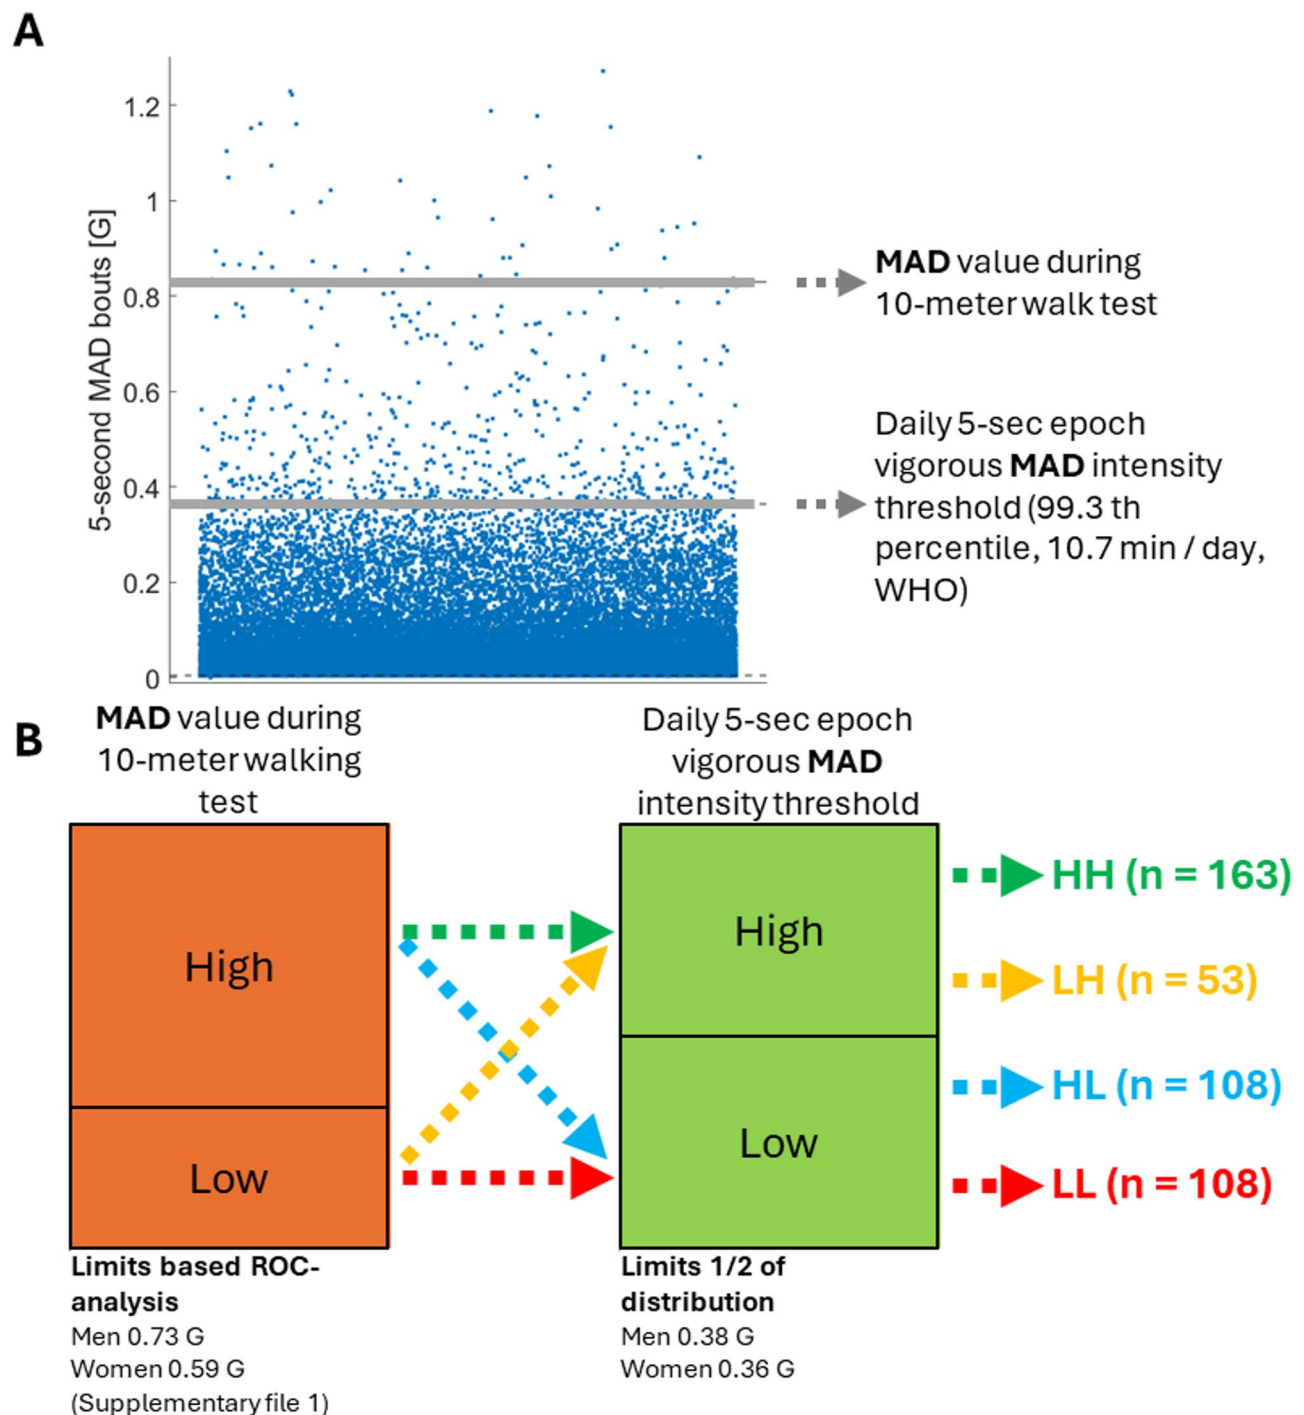 A
5-second MAD bouts [G]
1.2
1
0.8
0.6
0.4
0.2
0
MAD value during
10-meter walk test
Daily 5-sec epoch
vigorous MAD intensity
threshold (99.3 th
percentile, 10.7 min / day,
WHO)
B
MAD value during
10-meter walking
test
Daily 5-sec epoch
vigorous MAD
intensity threshold
High
Low
High
Low
HH (n = 163)
LH (n = 53)
HL (n = 108)
LL (n = 108)
Limits based ROC-
analysis
Men 0.73 G
Women 0.59 G
(Supplementary file 1)
Limits 1/2 of
distribution
Men 0.38 G
Women 0.36 G